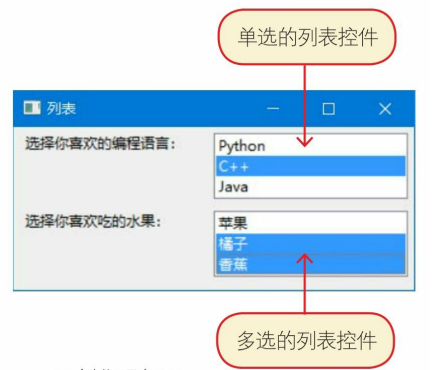 单选的列表控件
列表
选择你喜欢的编程语言:
Python
C++
Java
选择你喜欢吃的水果:
苹果
橘子
香蕉
多选的列表控件